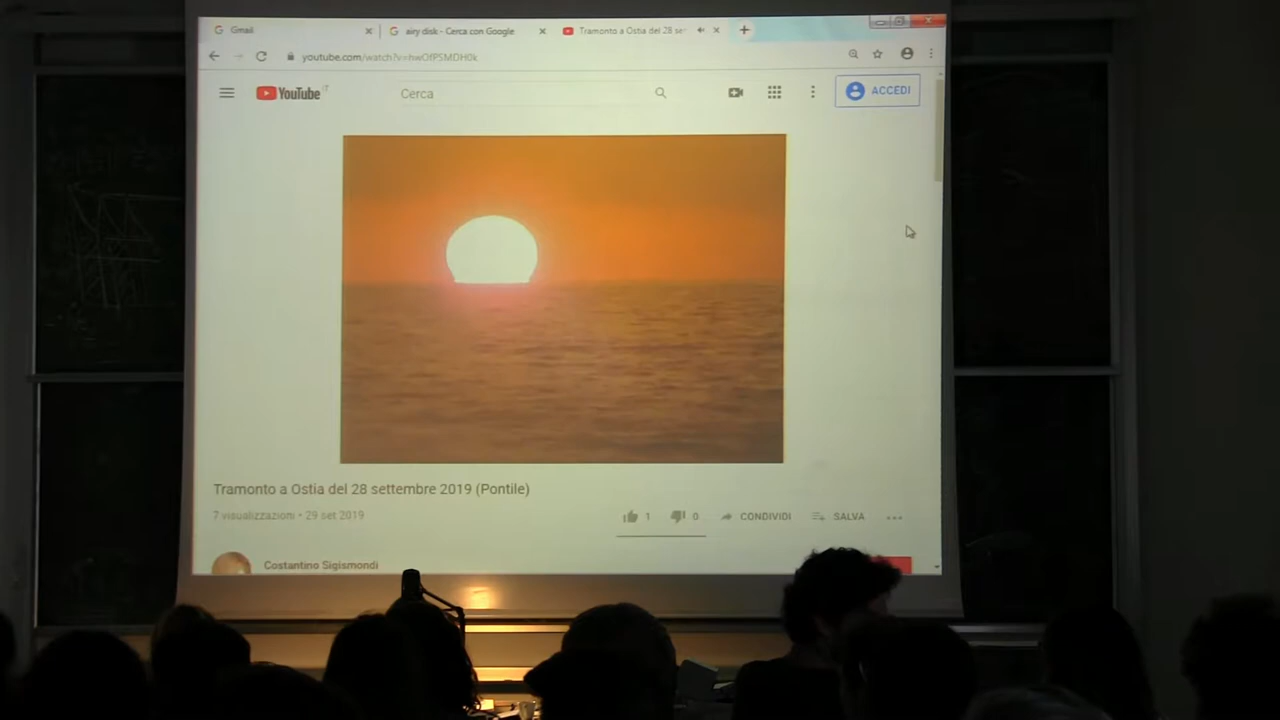 Gmail
airy disk - Cerca con Google
Tramonto a Ostia del 28 se
YouTube IT
Cerca
ACCEDI
Tramonto a Ostia del 28 settembre 2019 (Pontile)
7 visualizzazioni • 29 set 2019
1
0
CONDIVIDI
SALVA
Costantino Sigismondi